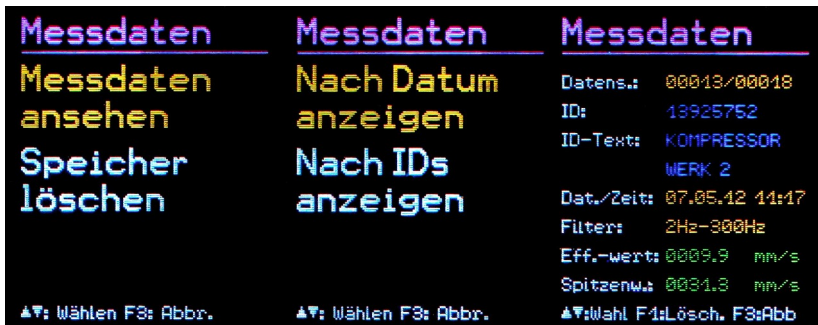 Messdaten
Messdaten
ansehen
Speicher
löschen
▲▼: Wählen F3: Abbr.
Messdaten
Nach Datum
anzeigen
Nach IDs
anzeigen
▲▼: Wählen F3: Abbr.
Messdaten
Datens.: 00013/00018
ID: 13925752
ID-Text: KOMPRESSOR
WERK 2
Dat./Zeit: 07.05.12 11:17
Filter: 2Hz-300Hz
Eff.-wert: 0009.9 mm/s
Spitzenw.: 0031.3 mm/s
▲▼:Wahl F1:Lösch. F3:Abb